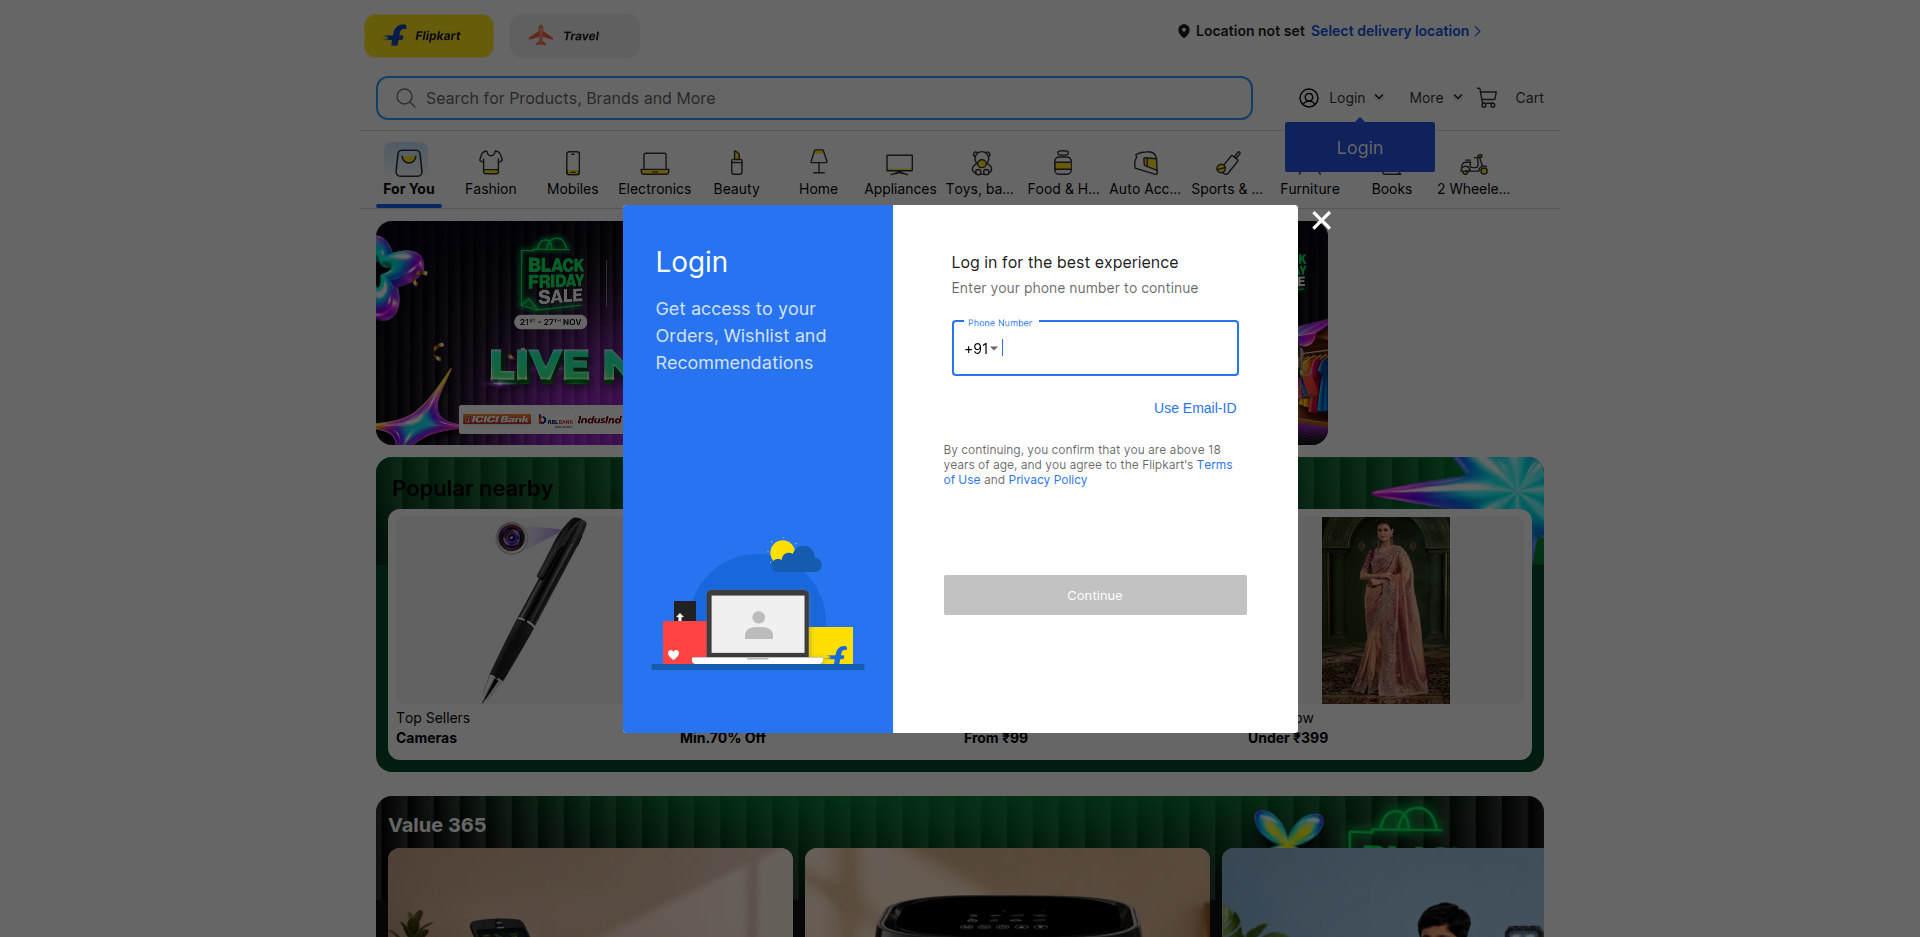 Flipkart
Travel
Location not set Select delivery location
Search for Products, Brands and More
Login
More
Cart
Login
For You
Fashion
Mobiles
Electronics
Beauty
Home
Appliances
Toys, ba...
Food & H...
Auto Acc...
Sports & ...
Furniture
Books
2 Wheele...
BLACK
FRIDAY
SALE
21ST - 27TH NOV
LIVE N
ICICI Bank
RBLBANK
IndusInd
Login
Get access to your
Orders, Wishlist and
Recommendations
Log in for the best experience
Enter your phone number to continue
Phone Number
+91
Use Email-ID
By continuing, you confirm that you are above 18
years of age, and you agree to the Flipkart's Terms
of Use and Privacy Policy
Continue
Popular nearby
Top Sellers
Cameras
Min.70% Off
From ₹99
ow
Under ₹399
Value 365